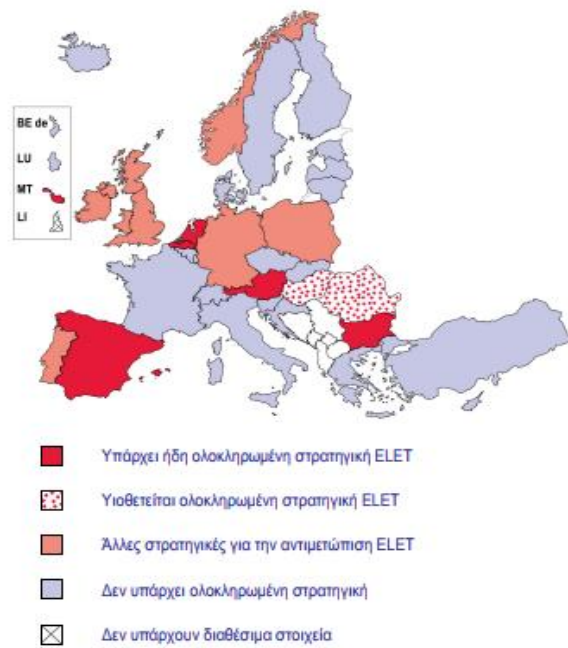 BE de
LU
MT
LI
Υπάρχει ήδη ολοκληρωμένη στρατηγική ELET
Υιοθετείται ολοκληρωμένη στρατηγική ELET
Άλλες στρατηγικές για την αντιμετώπιση ELET
Δεν υπάρχει ολοκληρωμένη στρατηγική
Δεν υπάρχουν διαθέσιμα στοιχεία